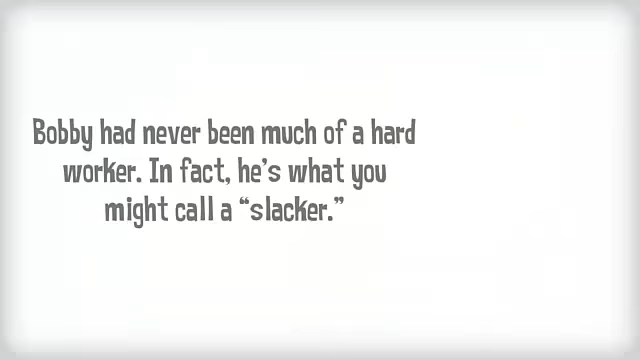 Bobby had never been much of a hard
worker. In fact, he's what you
might call a “slacker.”